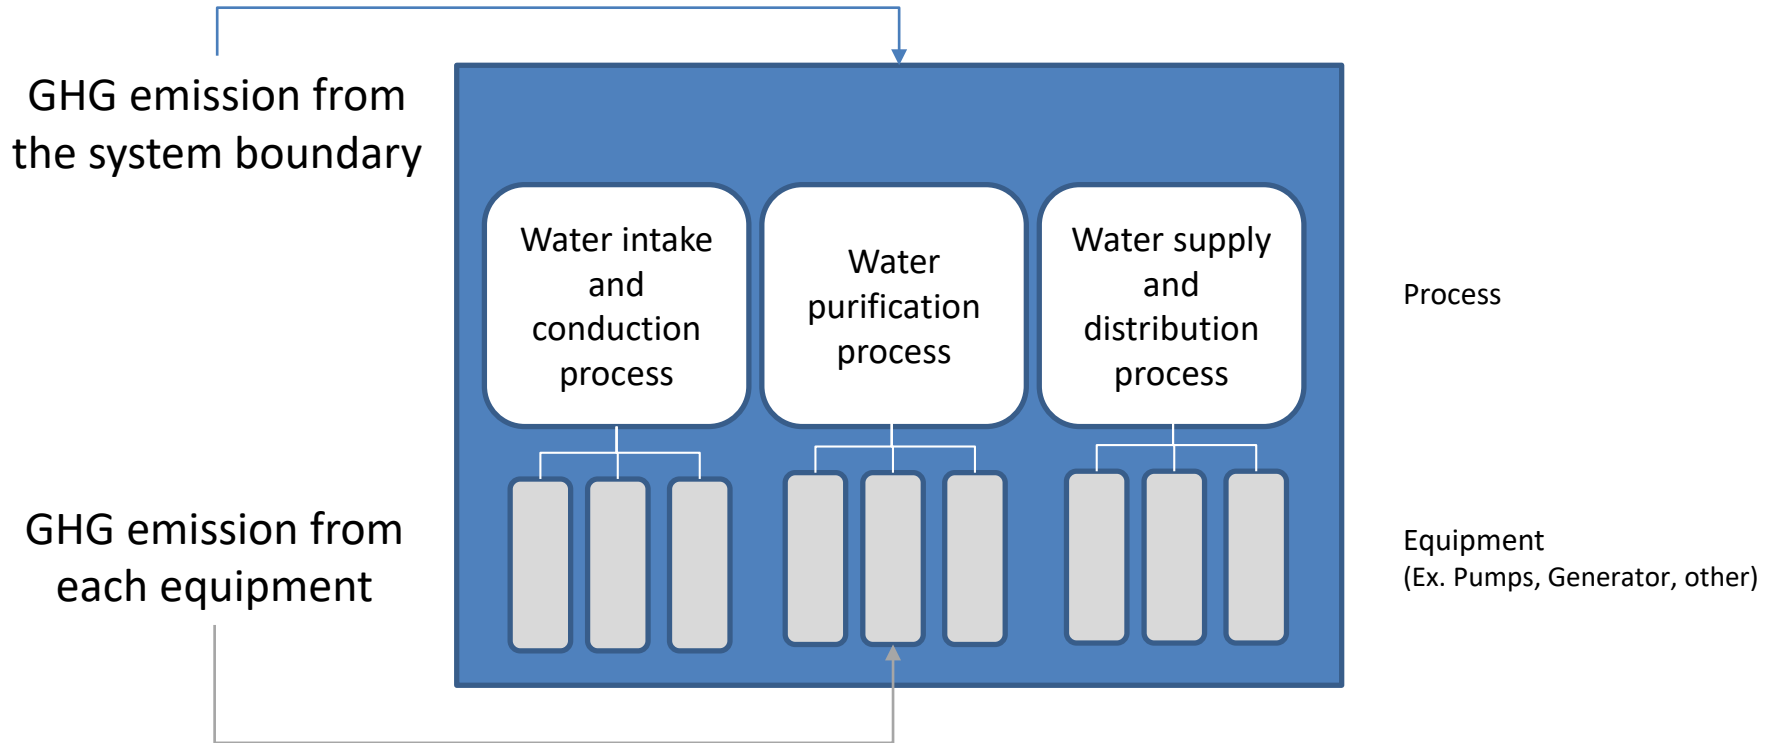 GHG emission from
the system boundary
Water intake
and
conduction
process
Water
purification
process
Water supply
and
distribution
process
Process
GHG emission from
each equipment
Equipment
(Ex. Pumps, Generator, other)